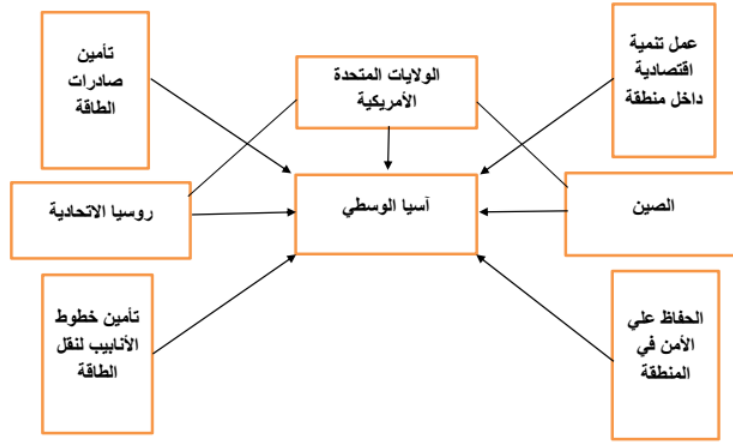 عمل تنمية
اقتصادية
داخل منطقة
الولايات المتحدة
الأمريكية
تأمين
صادرات
الطاقة
الصين
آسيا الوسطي
روسيا الاتحادية
الحفاظ علي
الأمن في
المنطقة
تأمين خطوط
الأنابيب لنقل
الطاقة